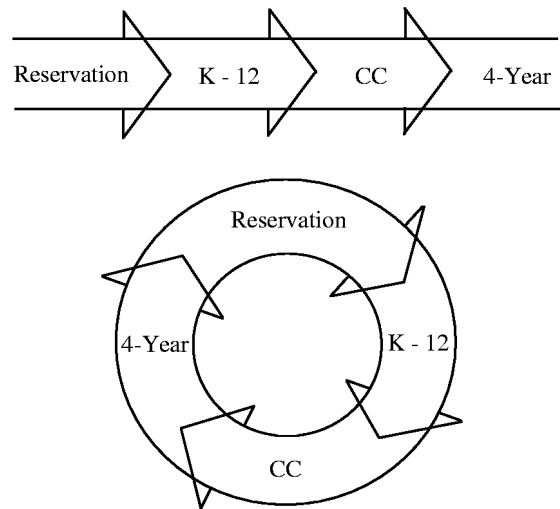 Reservation K - 12 CC 4-Year
Reservation
4-Year K - 12
CC